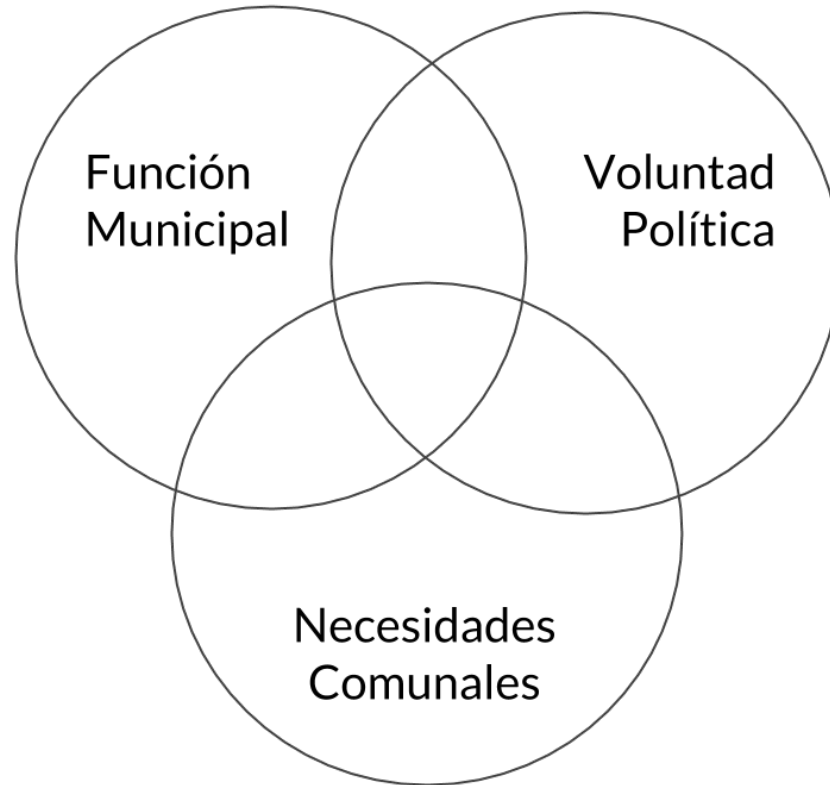 Función
Municipal
Voluntad
Política
Necesidades
Comunales